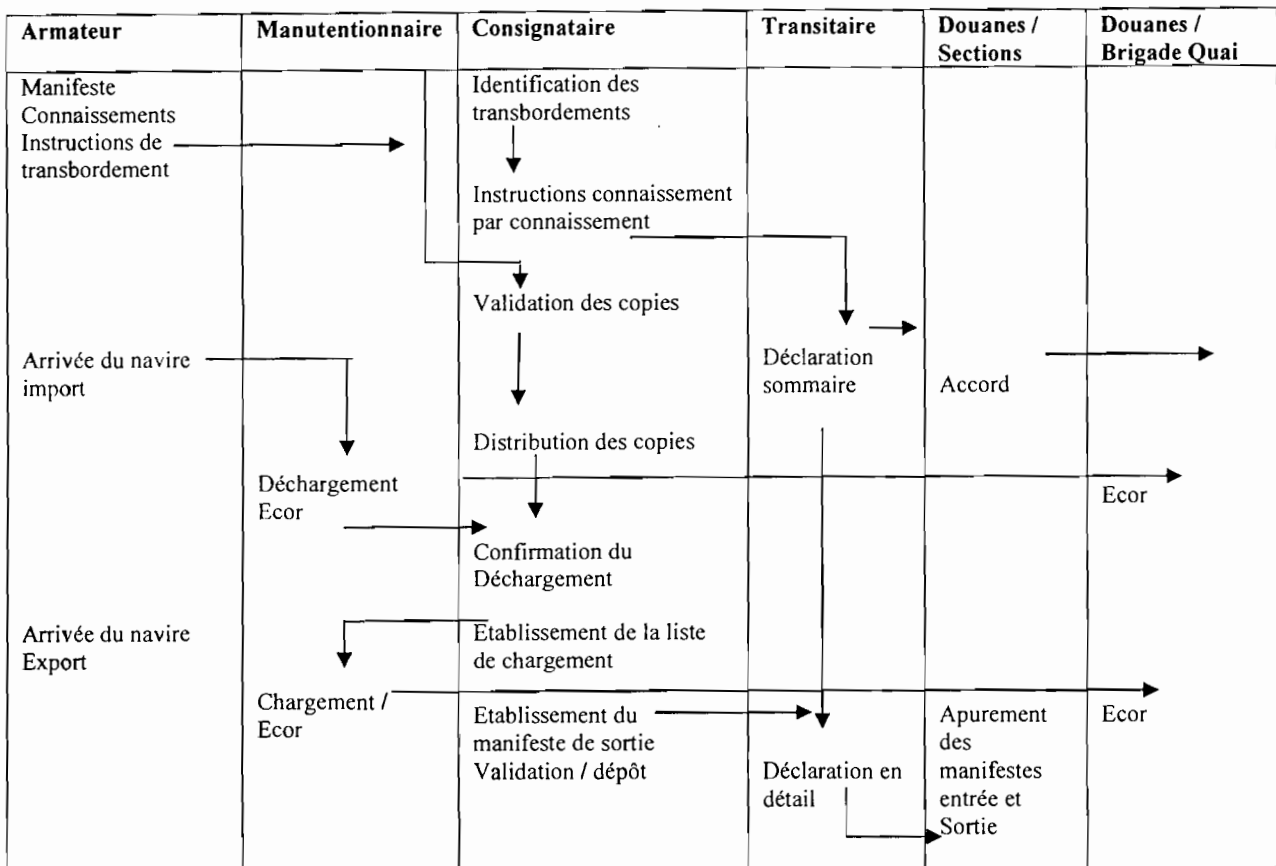 Armateur
Manutentionnaire
Consignataire
Transitaire
Douanes /
Sections
Douanes /
Brigade Quai
Manifeste
Connaissements
Instructions de
transbordement
Identification des
transbordements
Instructions connaissement
par connaissement
Validation des copies
Arrivée du navire
import
Déclaration
sommaire
Accord
Distribution des copies
Déchargement
Ecor
Ecor
Confirmation du
Déchargement
Arrivée du navire
Export
Etablissement de la liste
de chargement
Chargement /
Ecor
Etablissement du
manifeste de sortie
Validation / dépôt
Déclaration en
détail
Apurement
des
manifestes
entrée et
Sortie
Ecor